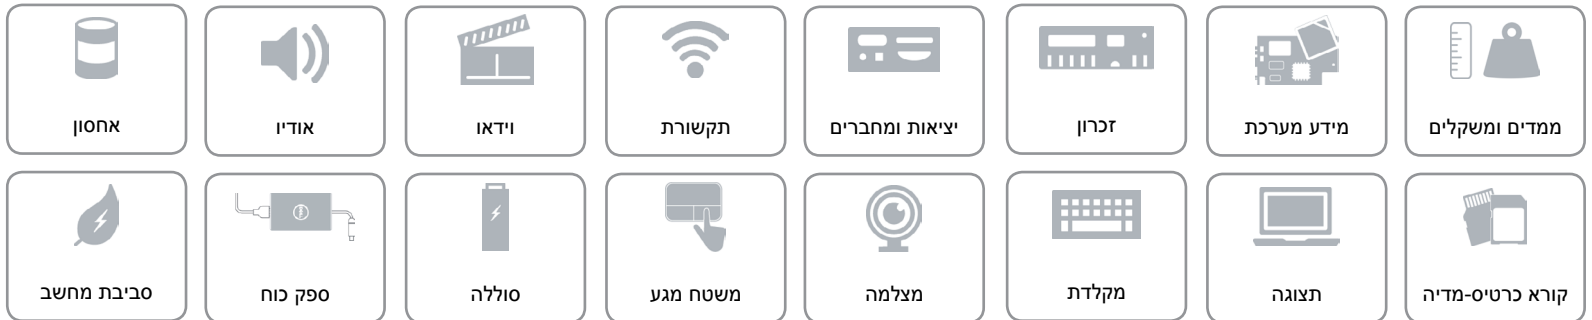 ממדים ומשקלים
מידע מערכת
זכרון
יציאות ומחברים
תקשורת
וידאו
אודיו
אחסון
קורא כרטיס-מדיה
תצוגה
מקלדת
מצלמה
משטח מגע
סוללה
ספק כוח
סביבת מחשב